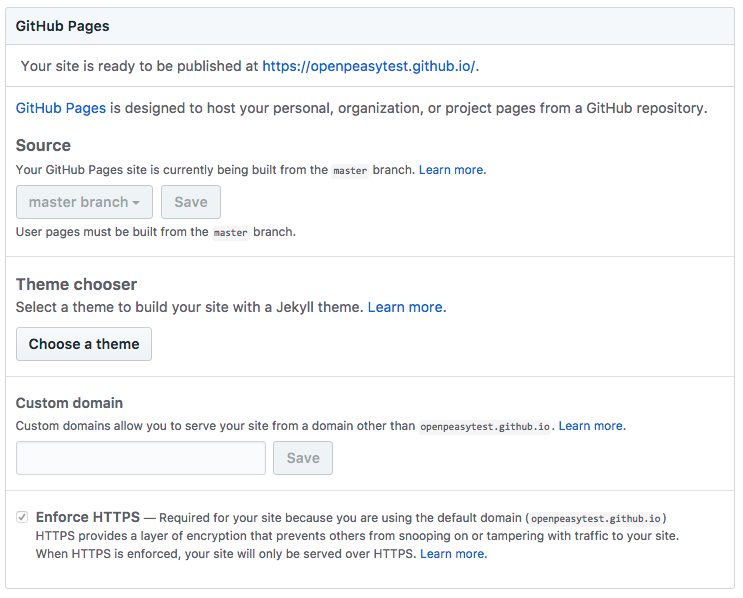 GitHub Pages
Your site is ready to be published at https://openpeasytest.github.io/.
GitHub Pages is designed to host your personal, organization, or project pages from a GitHub repository.
Source
Your GitHub Pages site is currently being built from the master branch. Learn more.
master branch
Save
User pages must be built from the master branch.
Theme chooser
Select a theme to build your site with a Jekyll theme. Learn more.
Choose a theme
Custom domain
Custom domains allow you to serve your site from a domain other than openpeasytest.github.io. Learn more.
Save
Enforce HTTPS — Required for your site because you are using the default domain (openpeasytest.github.io)
HTTPS provides a layer of encryption that prevents others from snooping on or tampering with traffic to your site.
When HTTPS is enforced, your site will only be served over HTTPS. Learn more.